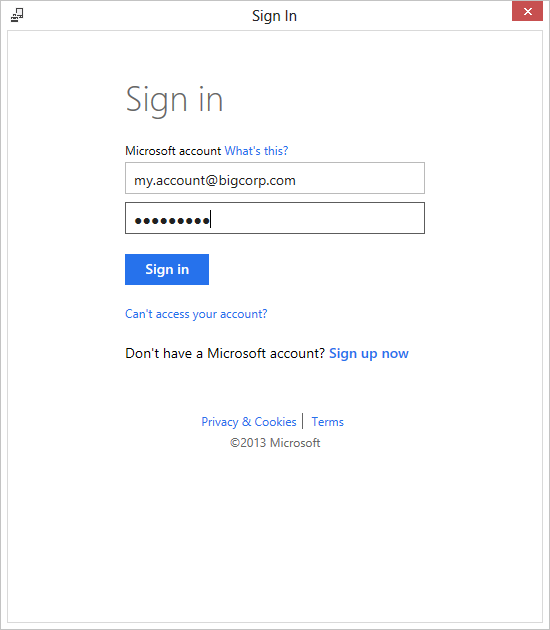 Sign In
Sign in
Microsoft account What's this?
my.account@bigcorp.com
●●●●●●●●●
Sign in
Can't access your account?
Don't have a Microsoft account? Sign up now
Privacy & Cookies | Terms
©2013 Microsoft